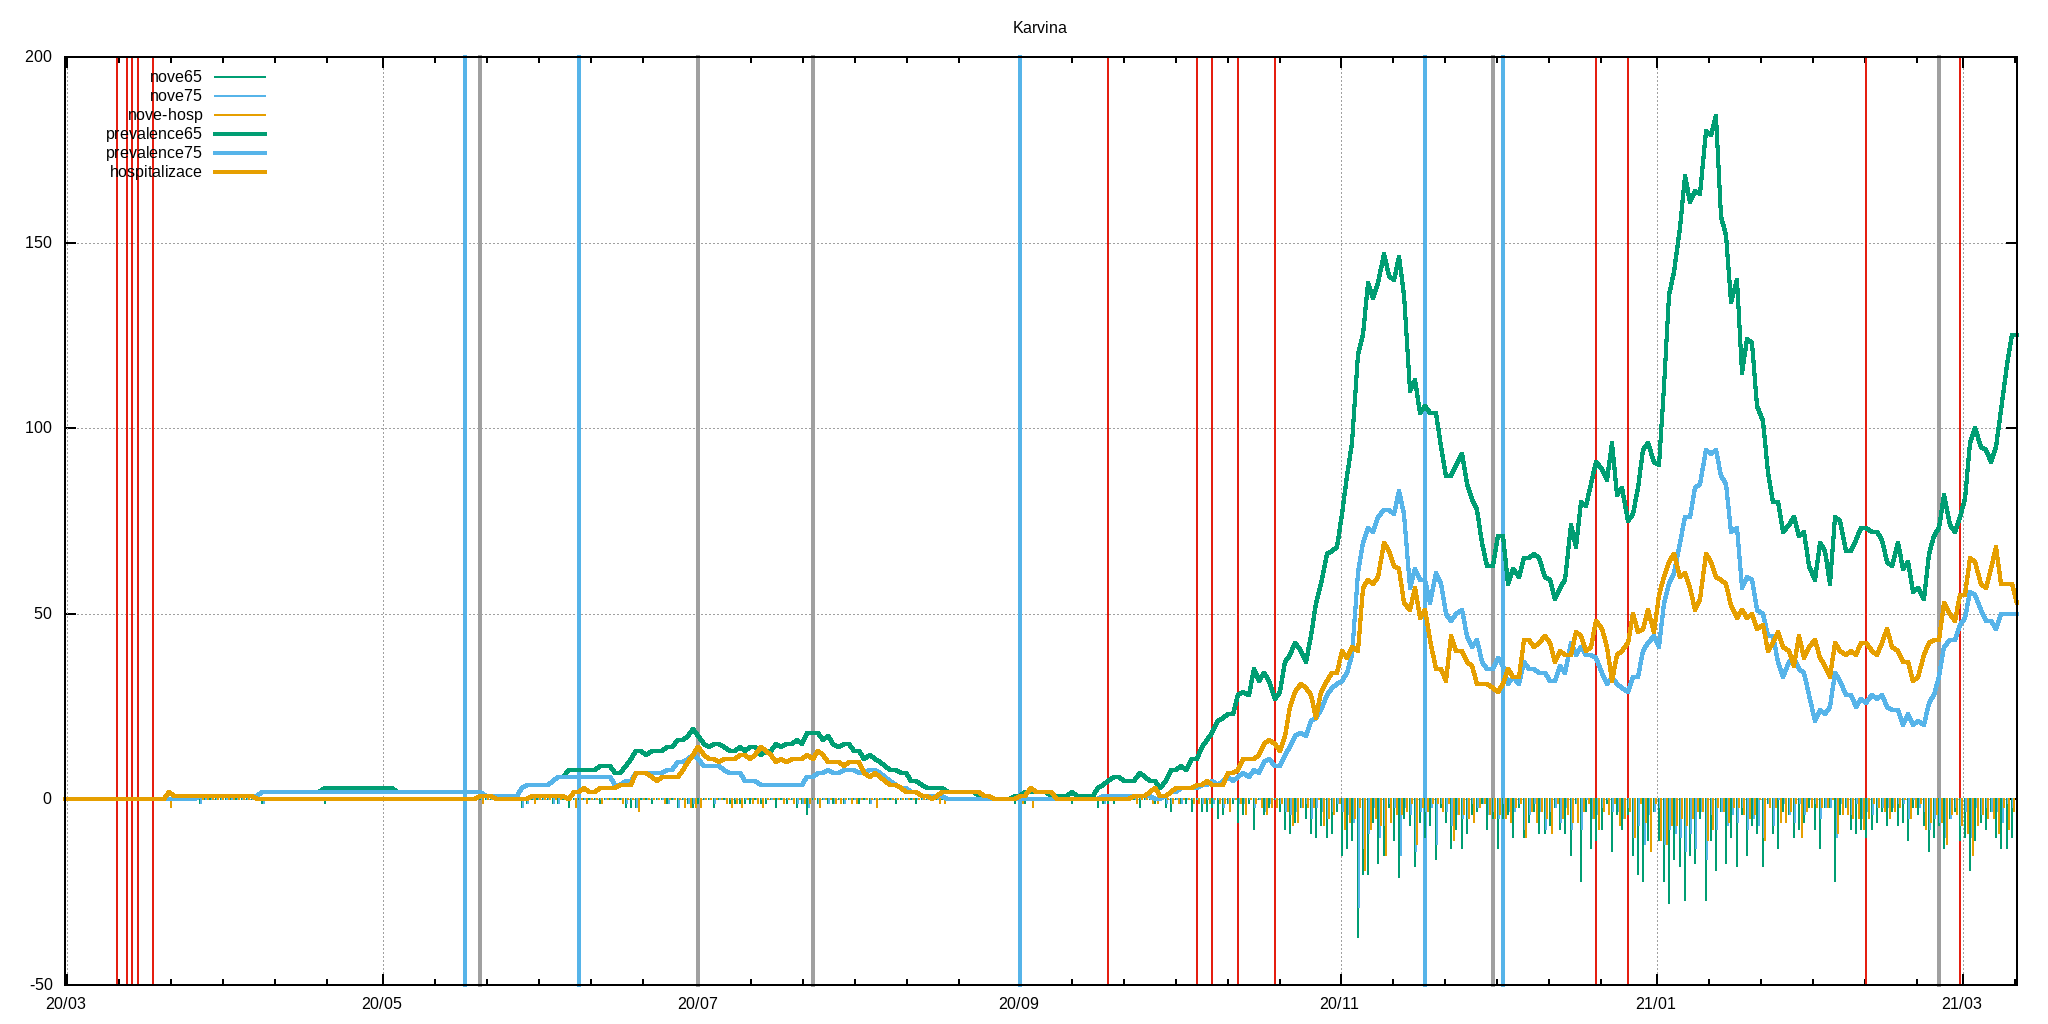 Karvina
200
150
100
50
0
-50
nove65
nove75
nove-hosp
prevalence65
prevalence75
hospitalizace
20/03 20/05 20/07 20/09 20/11 21/01 21/03